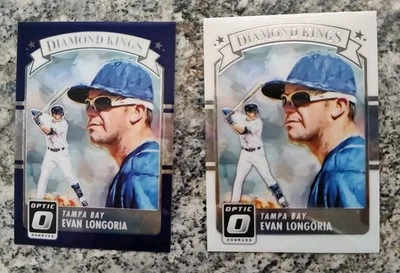 DIAMOND KINGS
OPTIC
DONRUSS
TAMPA BAY
EVAN LONGORIA
DIAMOND KINGS
OPTIC
DONRUSS
TAMPA BAY
EVAN LONGORIA